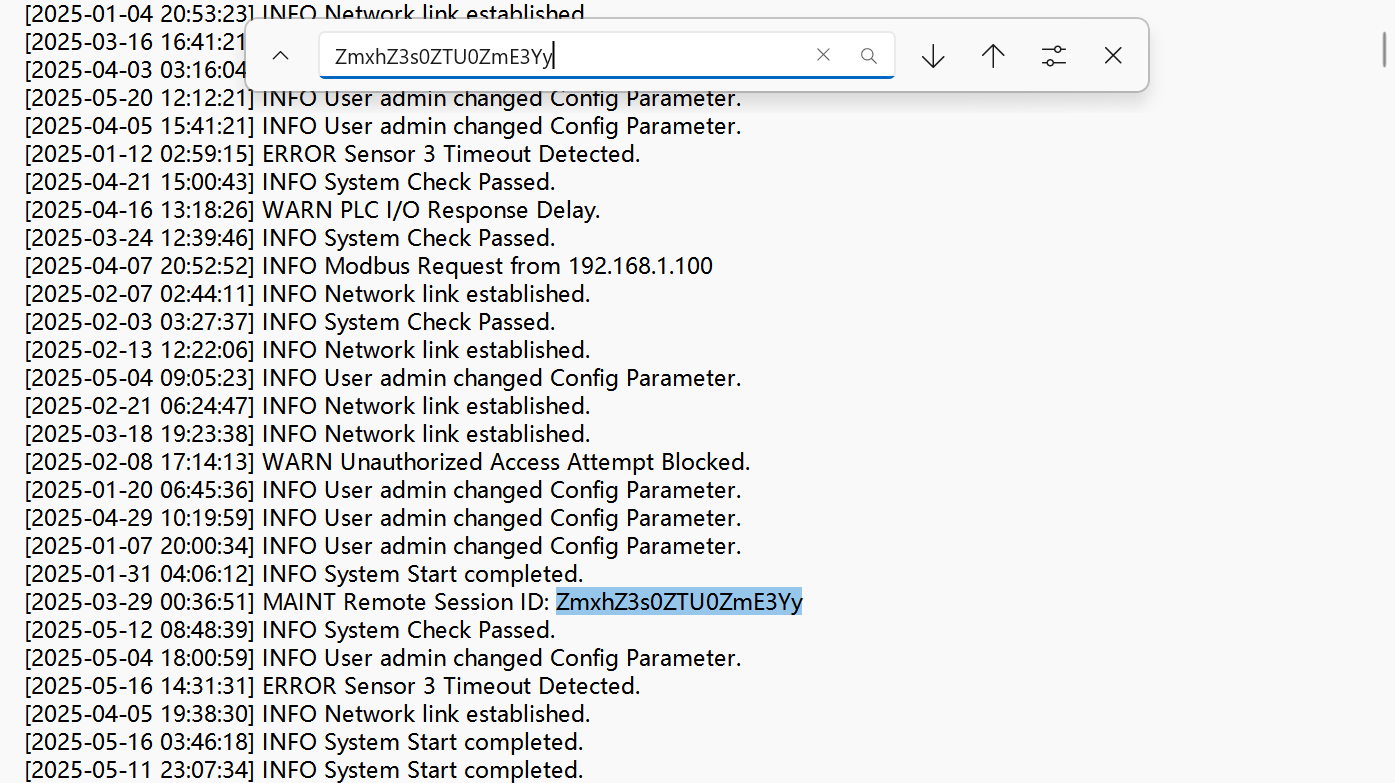 [2025-01-04 20:53:23] INFO Network link established
[2025-03-16 16:41:21
[2025-04-03 03:16:04
ZmxhZ3s0ZTU0ZmE3Yy
[2025-05-20 12:12:21] INFO User admin changed Config Parameter.
[2025-04-05 15:41:21] INFO User admin changed Config Parameter.
[2025-01-12 02:59:15] ERROR Sensor 3 Timeout Detected.
[2025-04-21 15:00:43] INFO System Check Passed.
[2025-04-16 13:18:26] WARN PLC I/O Response Delay.
[2025-03-24 12:39:46] INFO System Check Passed.
[2025-04-07 20:52:52] INFO Modbus Request from 192.168.1.100
[2025-02-07 02:44:11] INFO Network link established.
[2025-02-03 03:27:37] INFO System Check Passed.
[2025-02-13 12:22:06] INFO Network link established.
[2025-05-04 09:05:23] INFO User admin changed Config Parameter.
[2025-02-21 06:24:47] INFO Network link established.
[2025-03-18 19:23:38] INFO Network link established.
[2025-02-08 17:14:13] WARN Unauthorized Access Attempt Blocked.
[2025-01-20 06:45:36] INFO User admin changed Config Parameter.
[2025-04-29 10:19:59] INFO User admin changed Config Parameter.
[2025-01-07 20:00:34] INFO User admin changed Config Parameter.
[2025-01-31 04:06:12] INFO System Start completed.
[2025-03-29 00:36:51] MAINT Remote Session ID: ZmxhZ3s0ZTU0ZmE3Yy
[2025-05-12 08:48:39] INFO System Check Passed.
[2025-05-04 18:00:59] INFO User admin changed Config Parameter.
[2025-05-16 14:31:31] ERROR Sensor 3 Timeout Detected.
[2025-04-05 19:38:30] INFO Network link established.
[2025-05-16 03:46:18] INFO System Start completed.
[2025-05-11 23:07:34] INFO System Start completed.